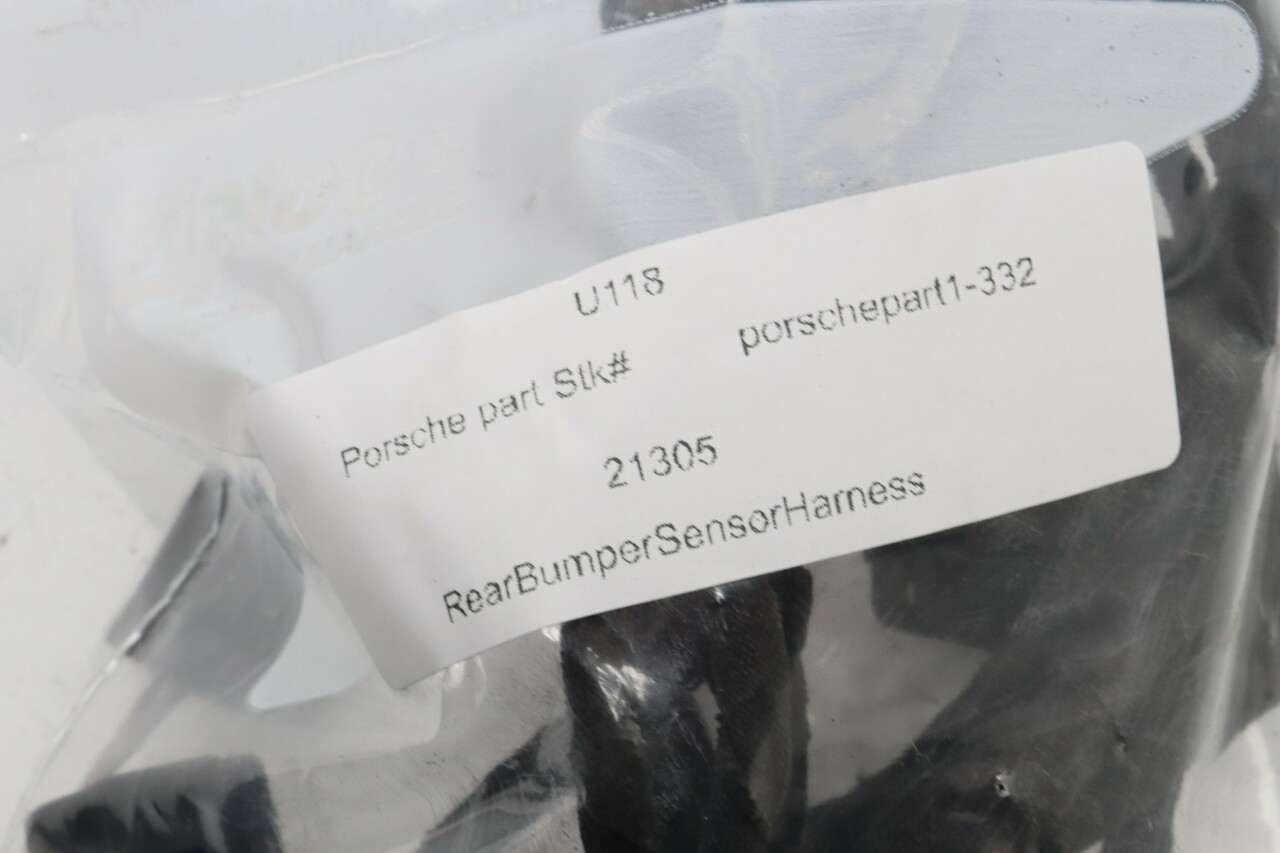 U118
Porsche part Stk# porschepart1-332
21305
RearBumperSensorHarness